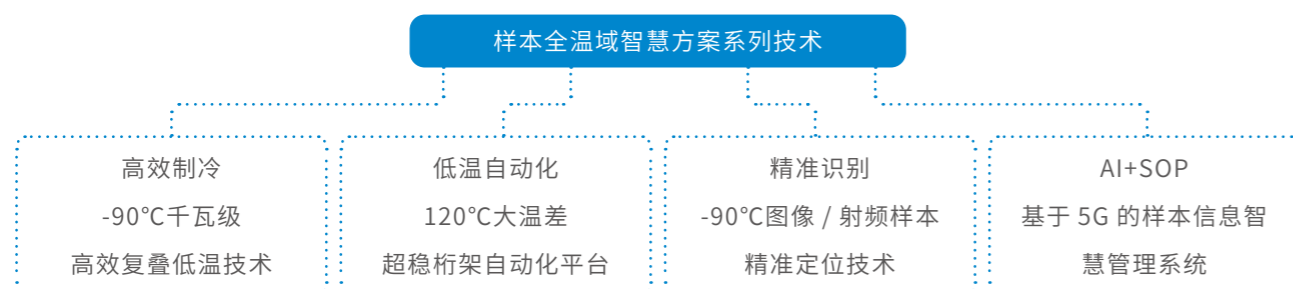 样本全温域智慧方案系列技术
高效制冷
-90℃千瓦级
高效复叠低温技术
低温自动化
120℃大温差
超稳桁架自动化平台
精准识别
-90℃图像 / 射频样本
精准定位技术
AI+SOP
基于 5G 的样本信息智
慧管理系统